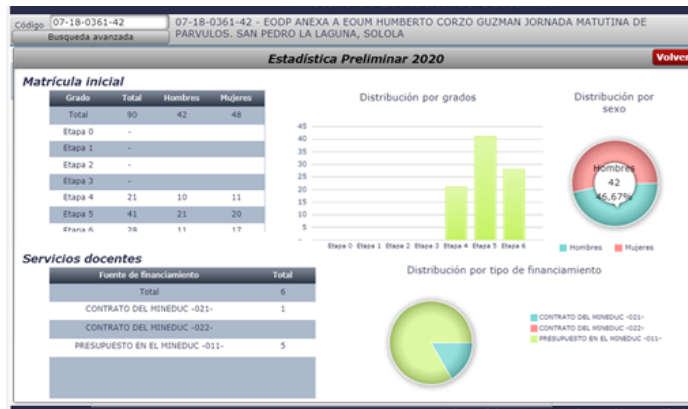 Código 07-18-0361-42 07-18-0361-42 - EODP ANEXA A EOUM HUMBERTO CORZO GUZMAN JORNADA MATUTINA DE
Busqueda avanzada PARVULOS. SAN PEDRO LA LAGUNA, SOLOLA
Estadística Preliminar 2020 Volver
Matrícula inicial
Grado Total Hombres Mujeres
Total 90 42 48
Etapa 0 -
Etapa 1 -
Etapa 2 -
Etapa 3 -
Etapa 4 21 10 11
Etapa 5 41 21 20
Etapa 6 28 11 17
Distribución por grados
45
40
35
30
25
20
15
10
5
-
Etapa 0 Etapa 1 Etapa 2 Etapa 3 Etapa 4 Etapa 5 Etapa 6
Distribución por
sexo
Hombres
42
46,67%
Hombres Mujeres
Servicios docentes
Fuente de financiamiento Total
Total 6
CONTRATO DEL MINEDUC -021- 1
CONTRATO DEL MINEDUC -022-
PRESUPUESTO EN EL MINEDUC -011- 5
Distribución por tipo de financiamiento
CONTRATO DEL MINEDUC -021-
CONTRATO DEL MINEDUC -022-
PRESUPUESTO EN EL MINEDUC -011-